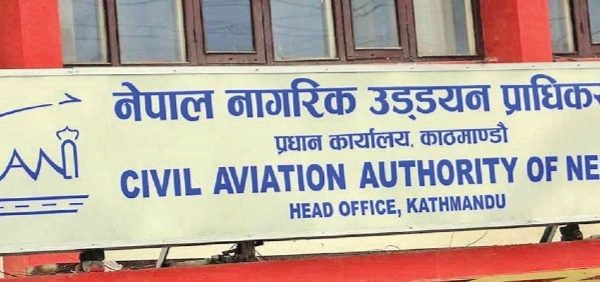 नेपाल नागरिक उड्डयन प्राधिकर
प्रधान कार्यालय, काठमाण्डौ
CIVIL AVIATION AUTHORITY OF NE
HEAD OFFICE, KATHMANDU